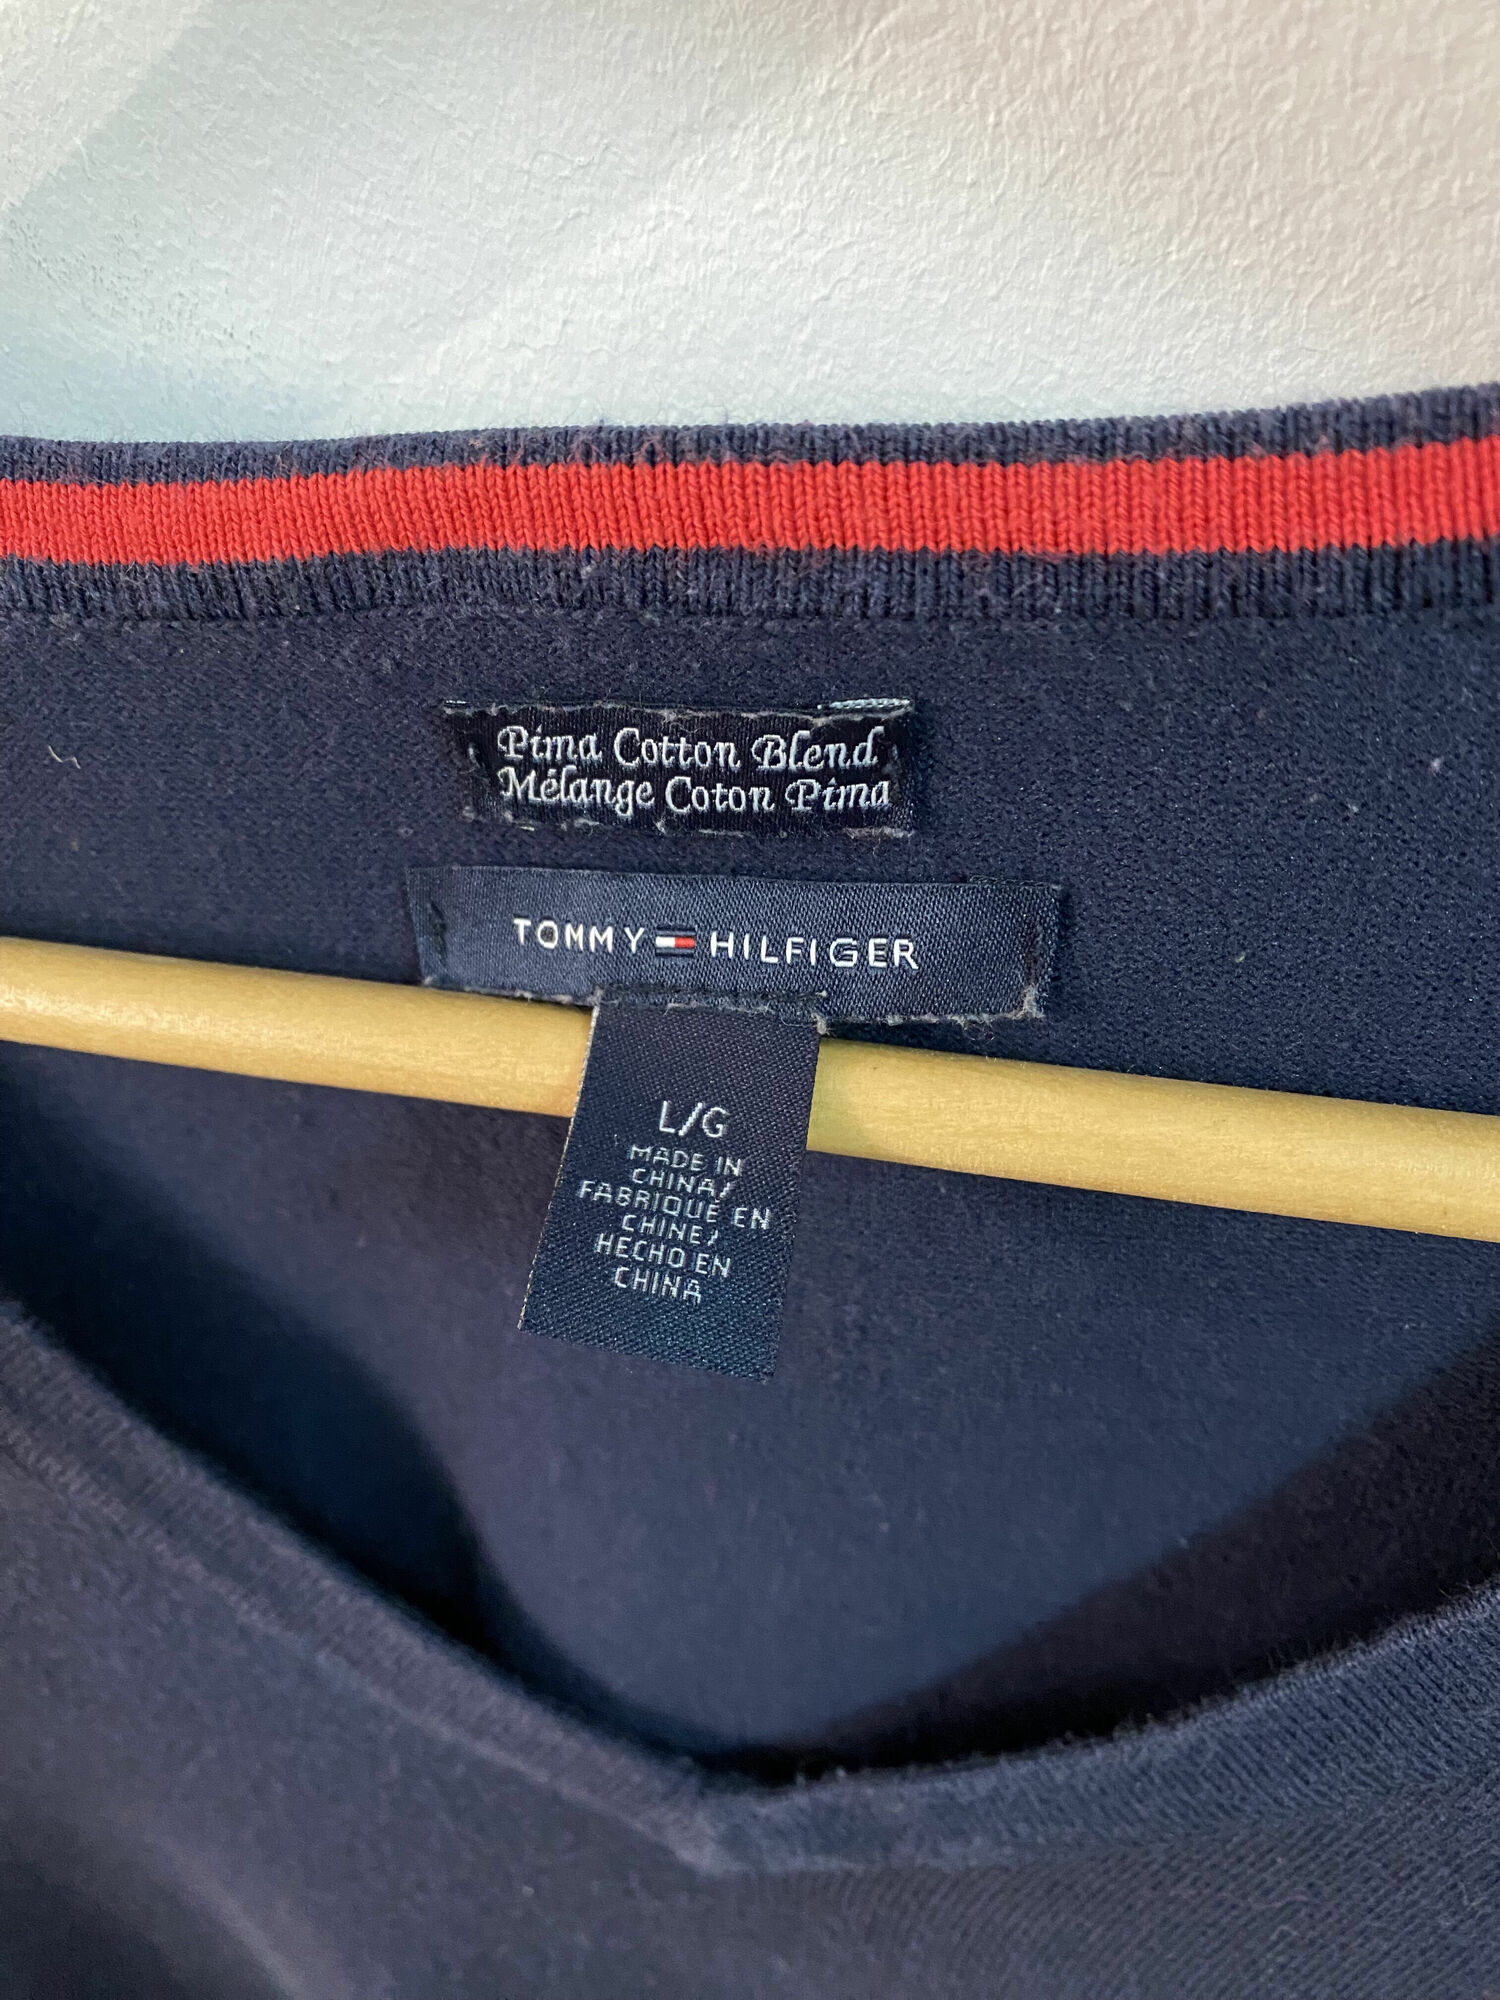 Pima Cotton Blend
Mélange Coton Pima
TOMMY HILFIGER
L/G
MADE IN
CHINA/
FABRIQUÉ EN
CHINE/
HECHO EN
CHINA